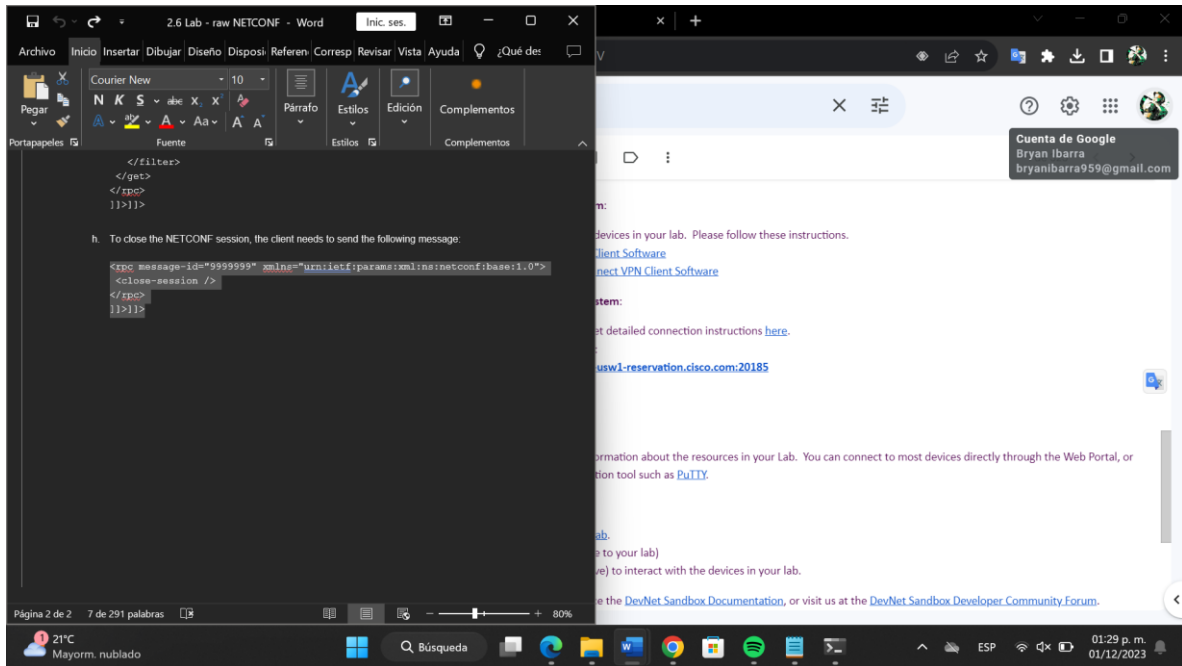 2.6 Lab - raw NETCONF - Word
Inic. ses.
Archivo Inicio Insertar Dibujar Diseño Disposi Referen Corresp Revisar Vista Ayuda ¿Qué des
Courier New 10
N K S abc X, X'
Aa A A
Pegar
Párrafo
Estilos
Edición
Complementos
Portapapeles
Fuente
Estilos
Complementos
</filter>
</get>
</rpc>
]]>]]>
h. To close the NETCONF session, the client needs to send the following message:
<rpc message-id="9999999" xmlns="urn:ietf:params:xml:ns:netconf:base:1.0">
<close-session />
</rpc>
]]>]]>
Página 2 de 2 7 de 291 palabras
80%
Cuenta de Google
Bryan Ibarra
bryanibarra959@gmail.com
m:
devices in your lab. Please follow these instructions.
Client Software
nect VPN Client Software
stem:
et detailed connection instructions here.
usw1-reservation.cisco.com:20185
ormation about the resources in your Lab. You can connect to most devices directly through the Web Portal, or
tion tool such as PuTTY.
ab.
e to your lab)
ve) to interact with the devices in your lab.
e the DevNet Sandbox Documentation, or visit us at the DevNet Sandbox Developer Community Forum.
1
21°C
Mayorm. nublado
Búsqueda
ESP
01:29 p. m.
01/12/2023